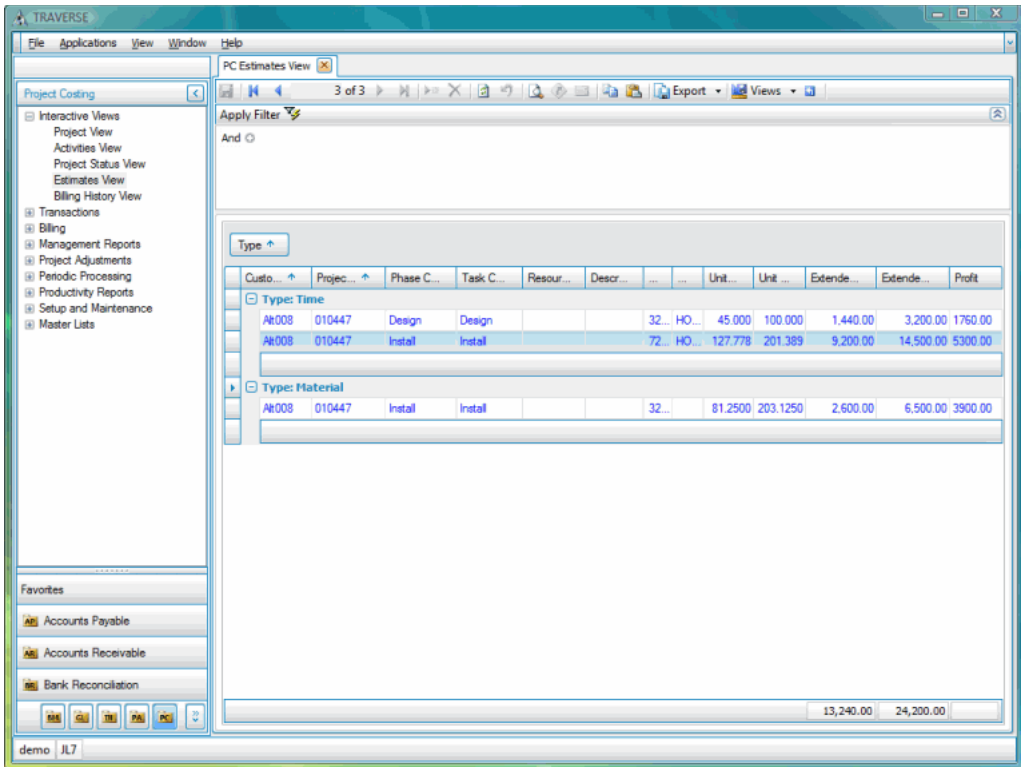 TRAVERSE
File Applications View Window Help
PC Estimates View
Project Costing
3 of 3 Export Views
Interactive Views
Project View
Activities View
Project Status View
Estimates View
Billing History View
Transactions
Billing
Management Reports
Project Adjustments
Periodic Processing
Productivity Reports
Setup and Maintenance
Master Lists
Favorites
AP Accounts Payable
AR Accounts Receivable
BR Bank Reconciliation
GL PA PC
Apply Filter
And
Type
Custo... Projec... Phase C... Task C... Resour... Descr... ... ... Unit... Unit ... Extende... Extende... Profit
Type: Time
Alt008 010447 Design Design 32... HO... 45.000 100.000 1,440.00 3,200.00 1760.00
Alt008 010447 Install Install 72... HO... 127.778 201.389 9,200.00 14,500.00 5300.00
Type: Material
Alt008 010447 Install Install 32... 81.2500 203.1250 2,600.00 6,500.00 3900.00
13,240.00 24,200.00
demo JL7